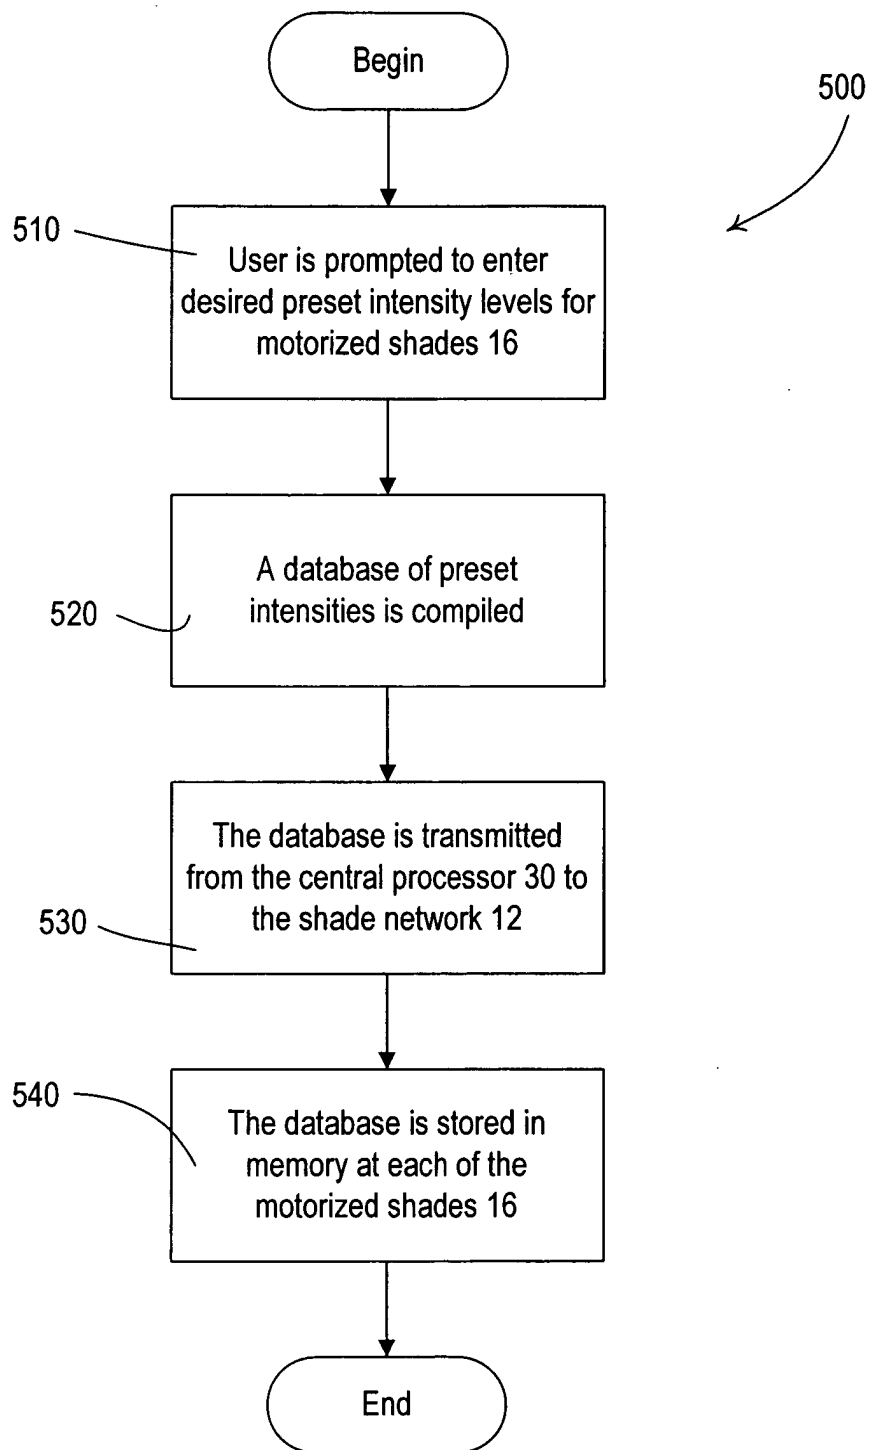 Begin
500
510
User is prompted to enter
desired preset intensity levels for
motorized shades 16
A database of preset
intensities is compiled
520
The database is transmitted
from the central processor 30 to
the shade network 12
530
540
The database is stored in
memory at each of the
motorized shades 16
End